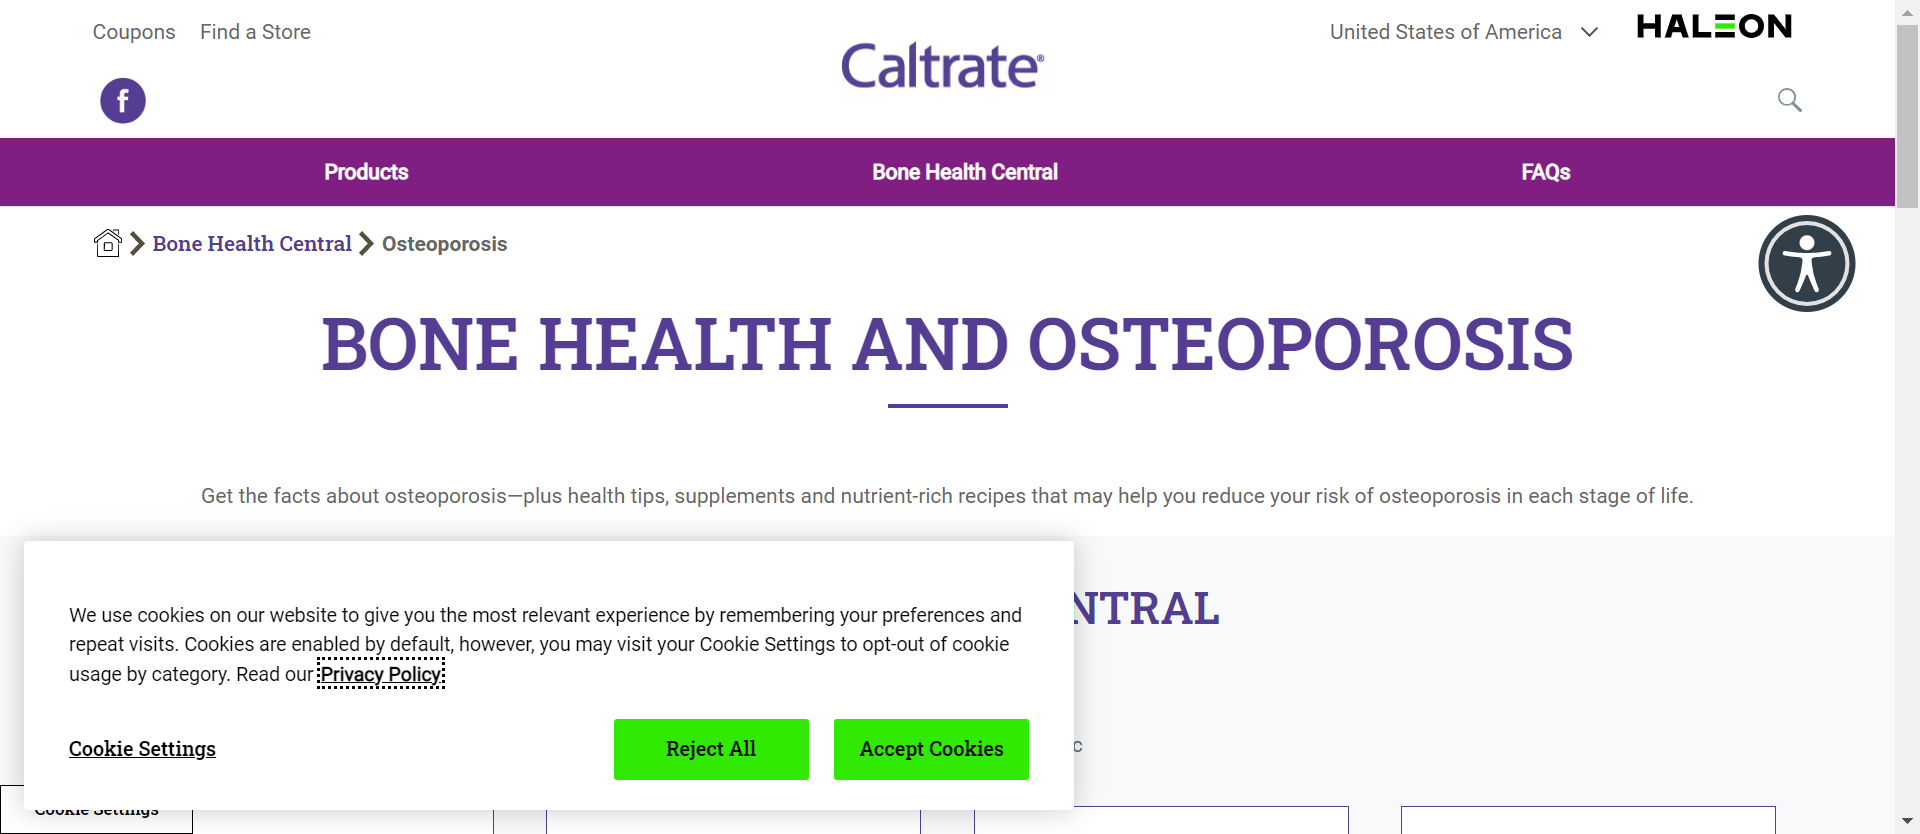 Coupons Find a Store
Caltrate®
United States of America
HALEON
f
Products Bone Health Central FAQs
Bone Health Central Osteoporosis
BONE HEALTH AND OSTEOPOROSIS
Get the facts about osteoporosis—plus health tips, supplements and nutrient-rich recipes that may help you reduce your risk of osteoporosis in each stage of life.
NTRAL
We use cookies on our website to give you the most relevant experience by remembering your preferences and
repeat visits. Cookies are enabled by default, however, you may visit your Cookie Settings to opt-out of cookie
usage by category. Read our Privacy Policy
Cookie Settings Reject All Accept Cookies
c
Cookie Settings